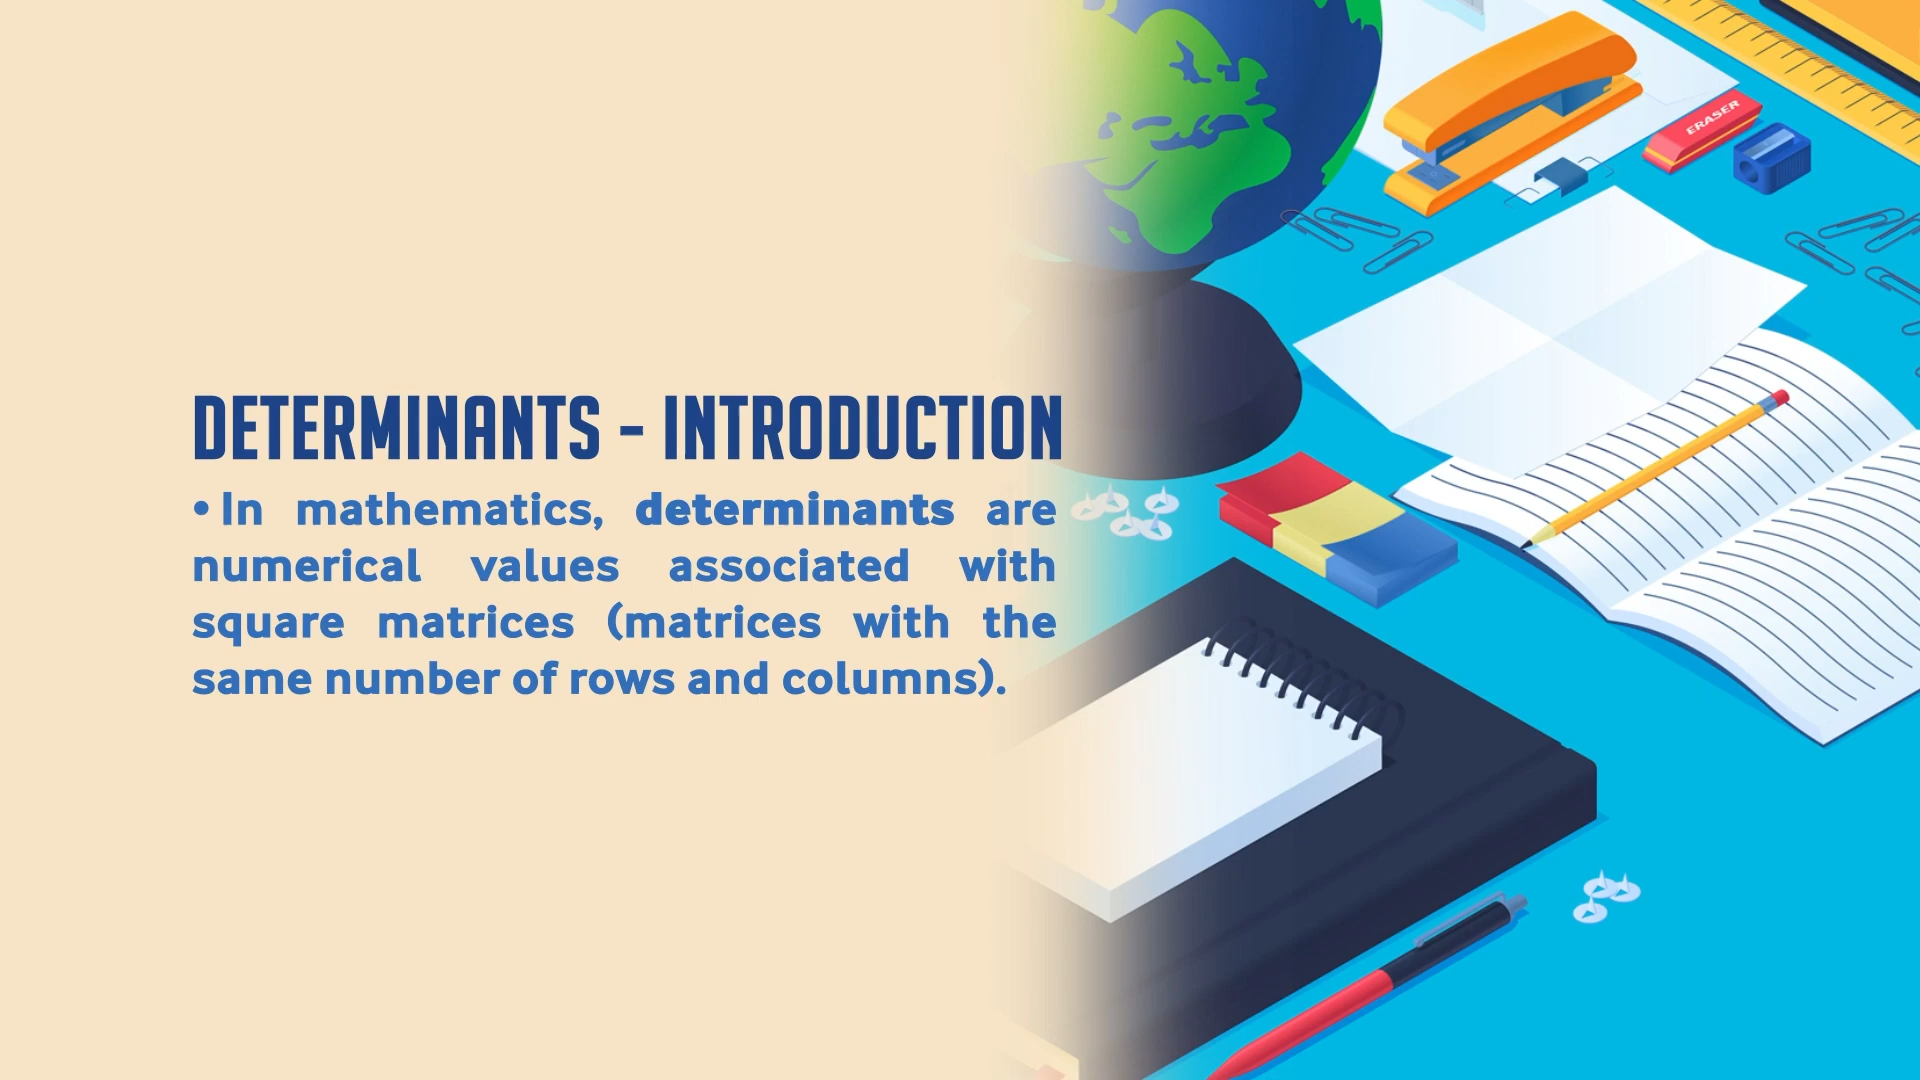 DETERMINANTS - INTRODUCTION
• In mathematics, determinants are
numerical values associated with
square matrices (matrices with the
same number of rows and columns).
ERASER